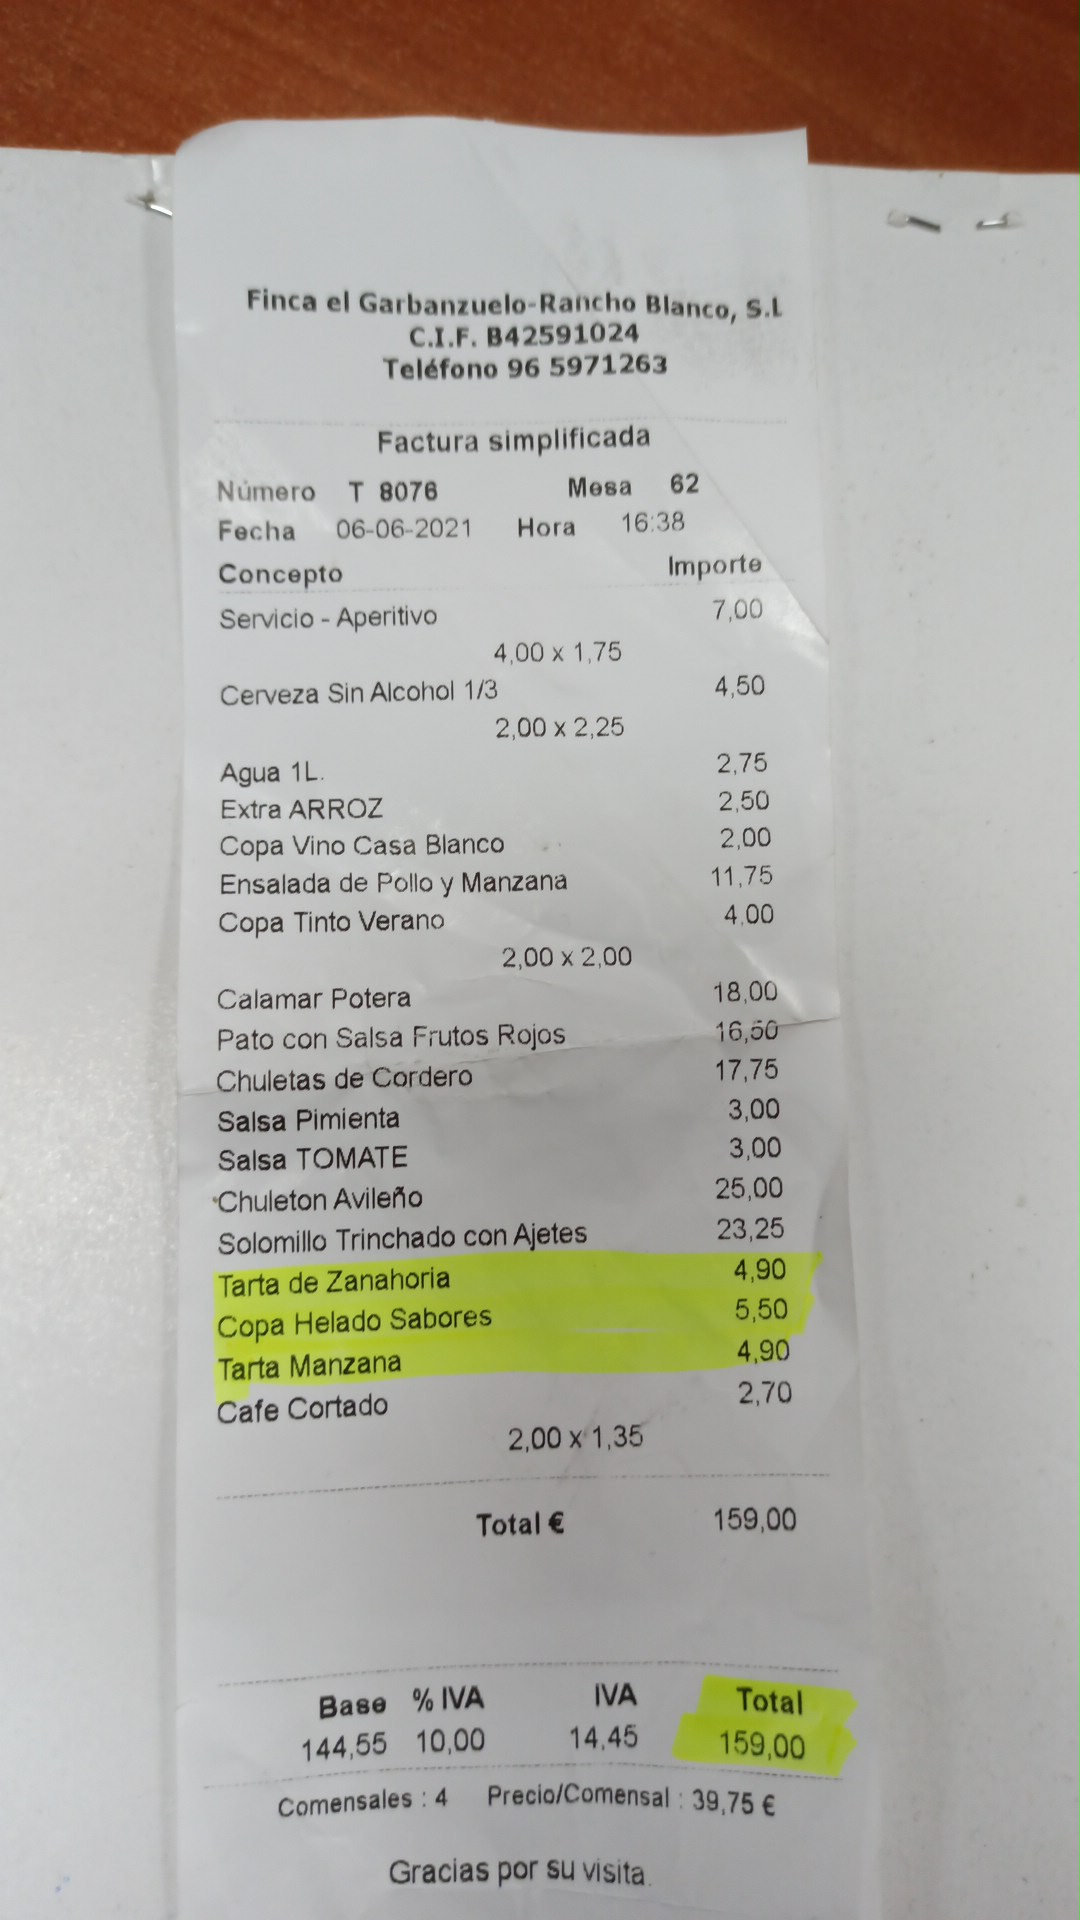 Finca el Garbanzuelo-Rancho Blanco, S.L
C.I.F. B42591024
Teléfono 96 5971263
Factura simplificada
Número T 8076 Mesa 62
Fecha 06-06-2021 Hora 16:38
Concepto Importe
Servicio - Aperitivo 7,00
4,00 x 1,75
Cerveza Sin Alcohol 1/3 4,50
2,00 x 2,25
Agua 1L. 2,75
Extra ARROZ 2,50
Copa Vino Casa Blanco 2,00
Ensalada de Pollo y Manzana 11,75
Copa Tinto Verano 4,00
2,00 x 2,00
Calamar Potera 18,00
Pato con Salsa Frutos Rojos 16,50
Chuletas de Cordero 17,75
Salsa Pimienta 3,00
Salsa TOMATE 3,00
Chuleton Avileño 25,00
Solomillo Trinchado con Ajetes 23,25
Tarta de Zanahoria 4,90
Copa Helado Sabores 5,50
Tarta Manzana 4,90
Cafe Cortado 2,70
2,00 x 1,35
Total € 159,00
Base % IVA IVA Total
144,55 10,00 14,45 159,00
Comensales : 4 Precio/Comensal : 39,75 €
Gracias por su visita.